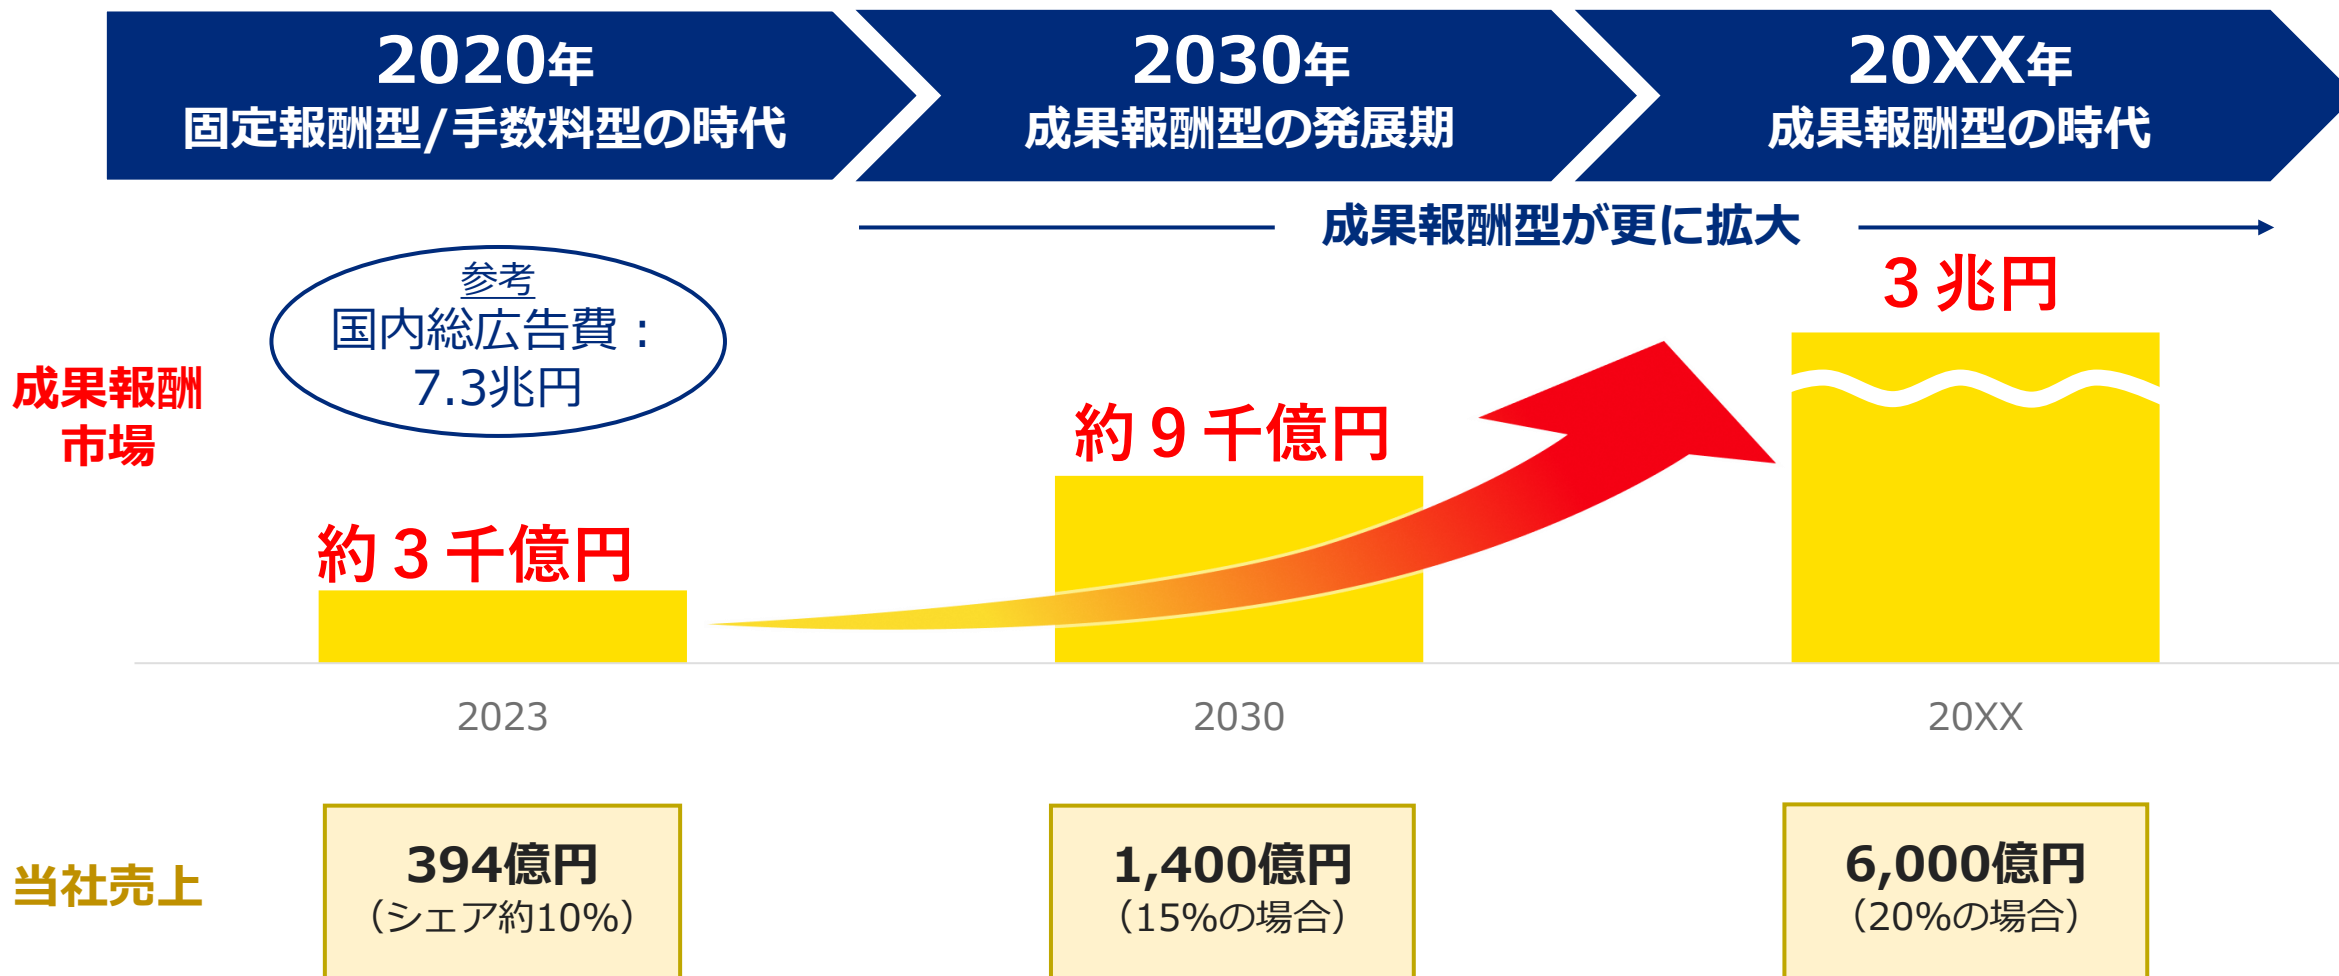 2020年
固定報酬型/手数料型の時代
2030年
成果報酬型の発展期
20XX年
成果報酬型の時代
成果報酬型が更に拡大
参考
国内総広告費：
7.3兆円
成果報酬
市場
約３千億円
約９千億円
３兆円
2023
2030
20XX
当社売上
394億円
（シェア約10%）
1,400億円
（15%の場合）
6,000億円
（20%の場合）